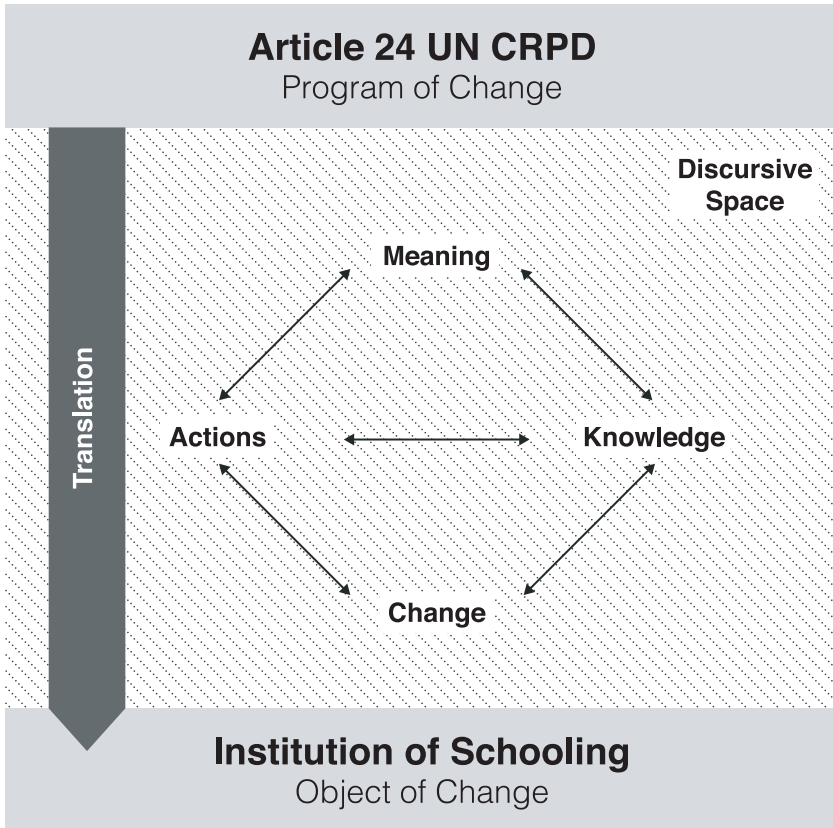 Article 24 UN CRPD
Program of Change
Discursive
Space
Meaning
Translation
Actions
Knowledge
Change
Institution of Schooling
Object of Change